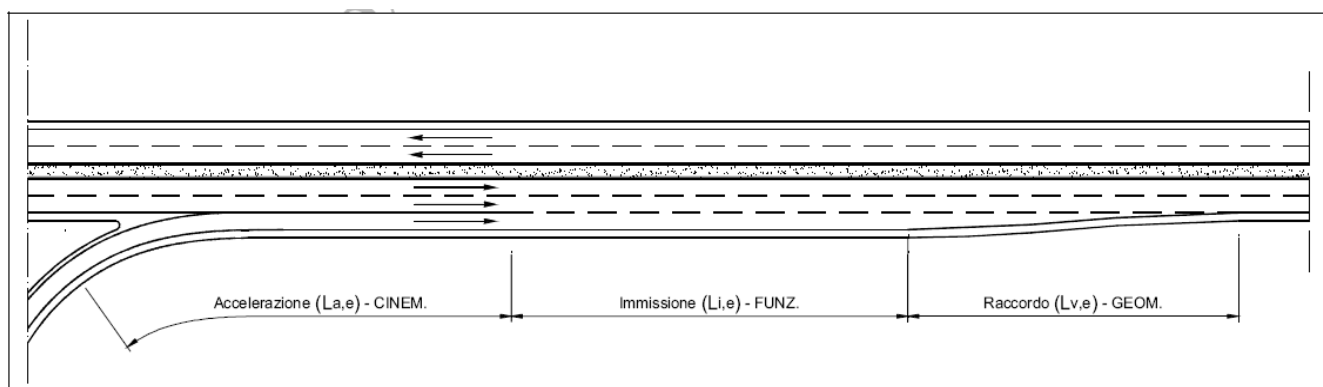 Accelerazione (La,e) - CINEM.
Immissione (Li,e) - FUNZ.
Raccordo (Lv,e) - GEOM.